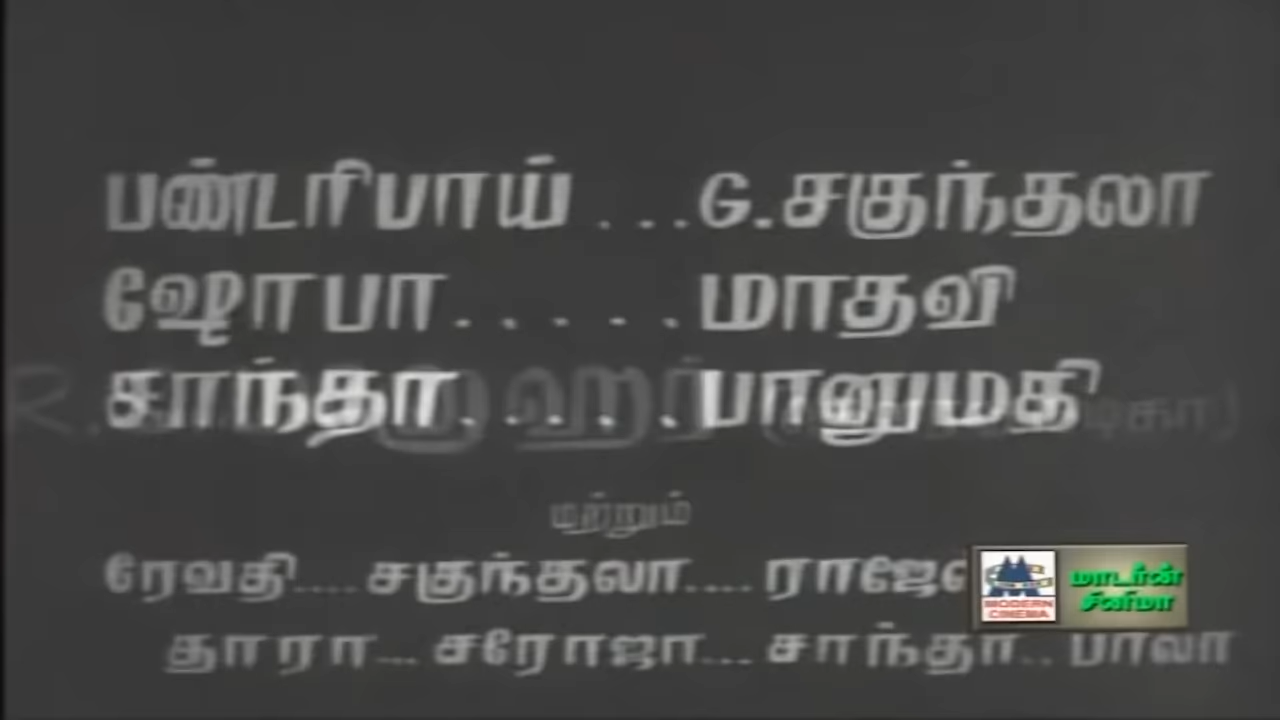 பண்டரிபாய் ... G.சகுந்தலா
ஷோபா ..... மாதவி
சாந்தா ..... பானுமதி
மற்றும்
ரேவதி.... சகுந்தலா....
தாரா... சரோஜா... சாந்தா.. பாலா
MODERN CINEMA
மாடர்ன்
சினிமா